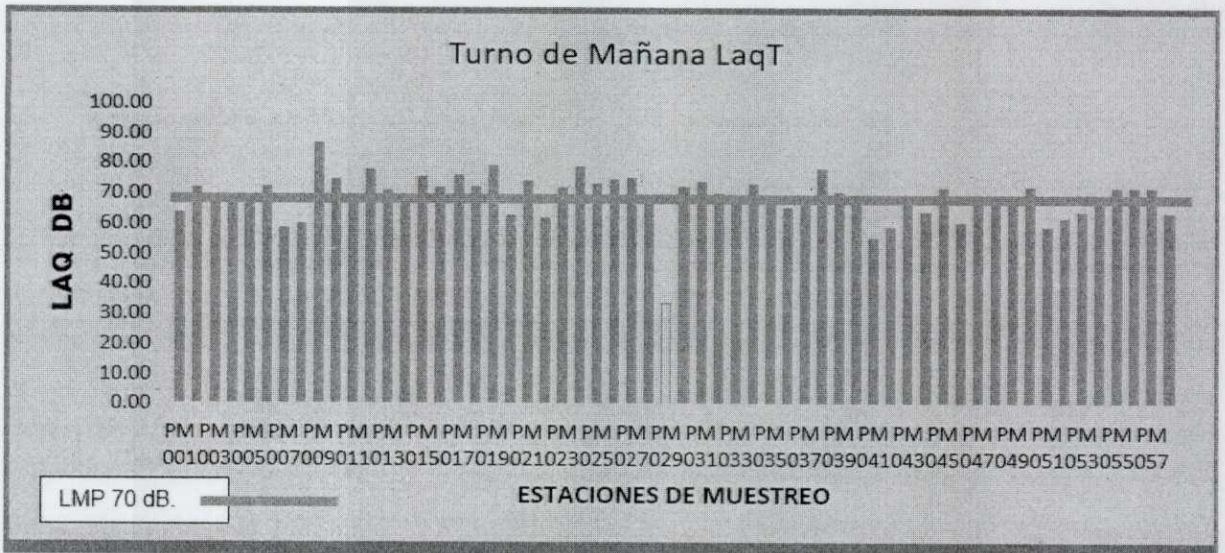 Turno de Mañana LaqT
LAQ DB
100.00
90.00
80.00
70.00
60.00
50.00
40.00
30.00
20.00
10.00
0.00
PM PM PM PM PM PM PM PM PM PM PM PM PM PM PM PM PM PM PM PM PM PM PM PM PM PM PM PM PM
001003005007009011013015017019021023025027029031033035037039041043045047049051053055057
ESTACIONES DE MUESTREO
LMP 70 dB.